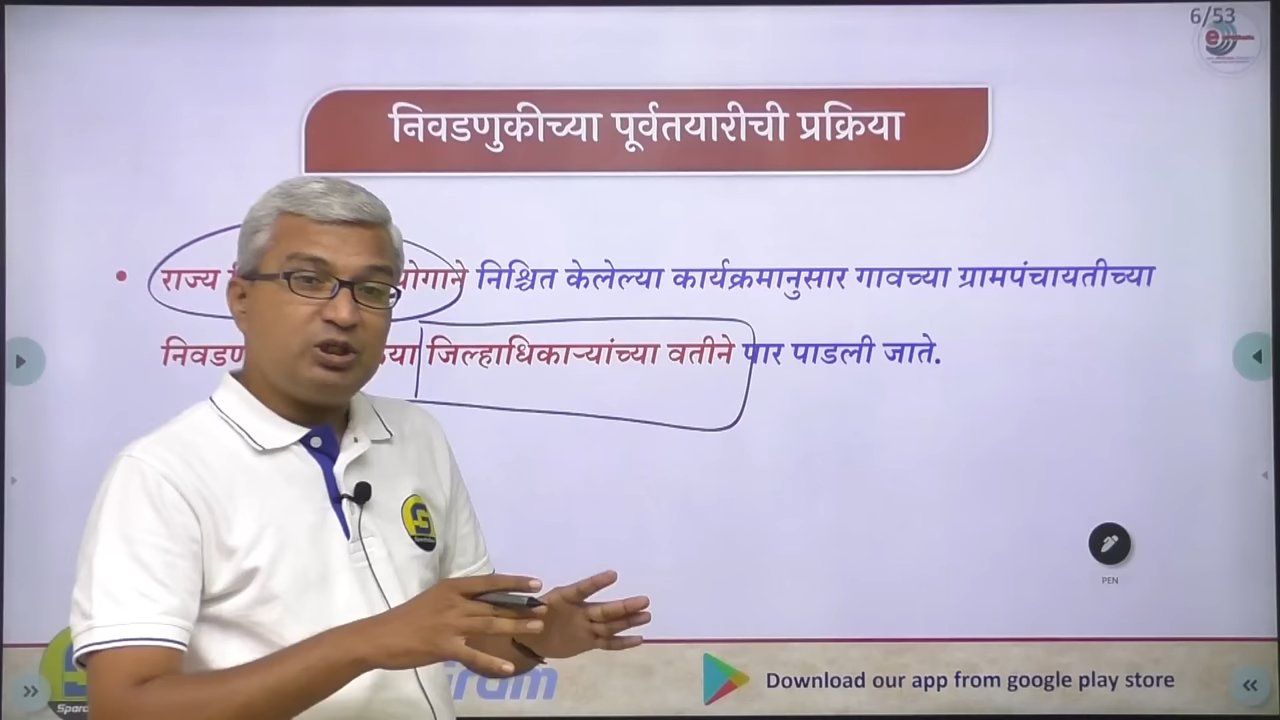 6/53
निवडणुकीच्या पूर्वतयारीची प्रक्रिया
राज्य निश्चित केलेल्या कार्यक्रमानुसार गावच्या ग्रामपंचायतीच्या
जिल्हाधिकाऱ्यांच्या वतीने पार पाडली जाते.
PEN
Download our app from google play store